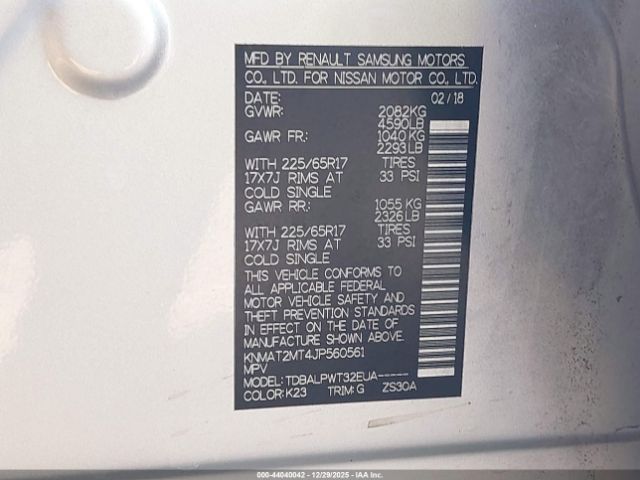 MFD BY RENAULT SAMSUNG MOTORS
CO., LTD. FOR NISSAN MOTOR CO., LTD.
DATE: 02/18
GVWR: 2082KG
4590LB
GAWR FR: 1040 KG
2293LB
WITH 225/65R17 TIRES
17X7J RIMS AT 33 PSI
COLD SINGLE
GAWR RR: 1055 KG
2326LB
WITH 225/65R17 TIRES
17X7J RIMS AT 33 PSI
COLD SINGLE
THIS VEHICLE CONFORMS TO
ALL APPLICABLE FEDERAL
MOTOR VEHICLE SAFETY AND
THEFT PREVENTION STANDARDS
IN EFFECT ON THE DATE OF
MANUFACTURE SHOWN ABOVE.
KNMAT2MT4JP560561
MPV
MODEL: TDBALPWT32EUA-----
COLOR: K23 TRIM: G ZS30A
000-44040042 - 12/29/2025 - IAAI.com